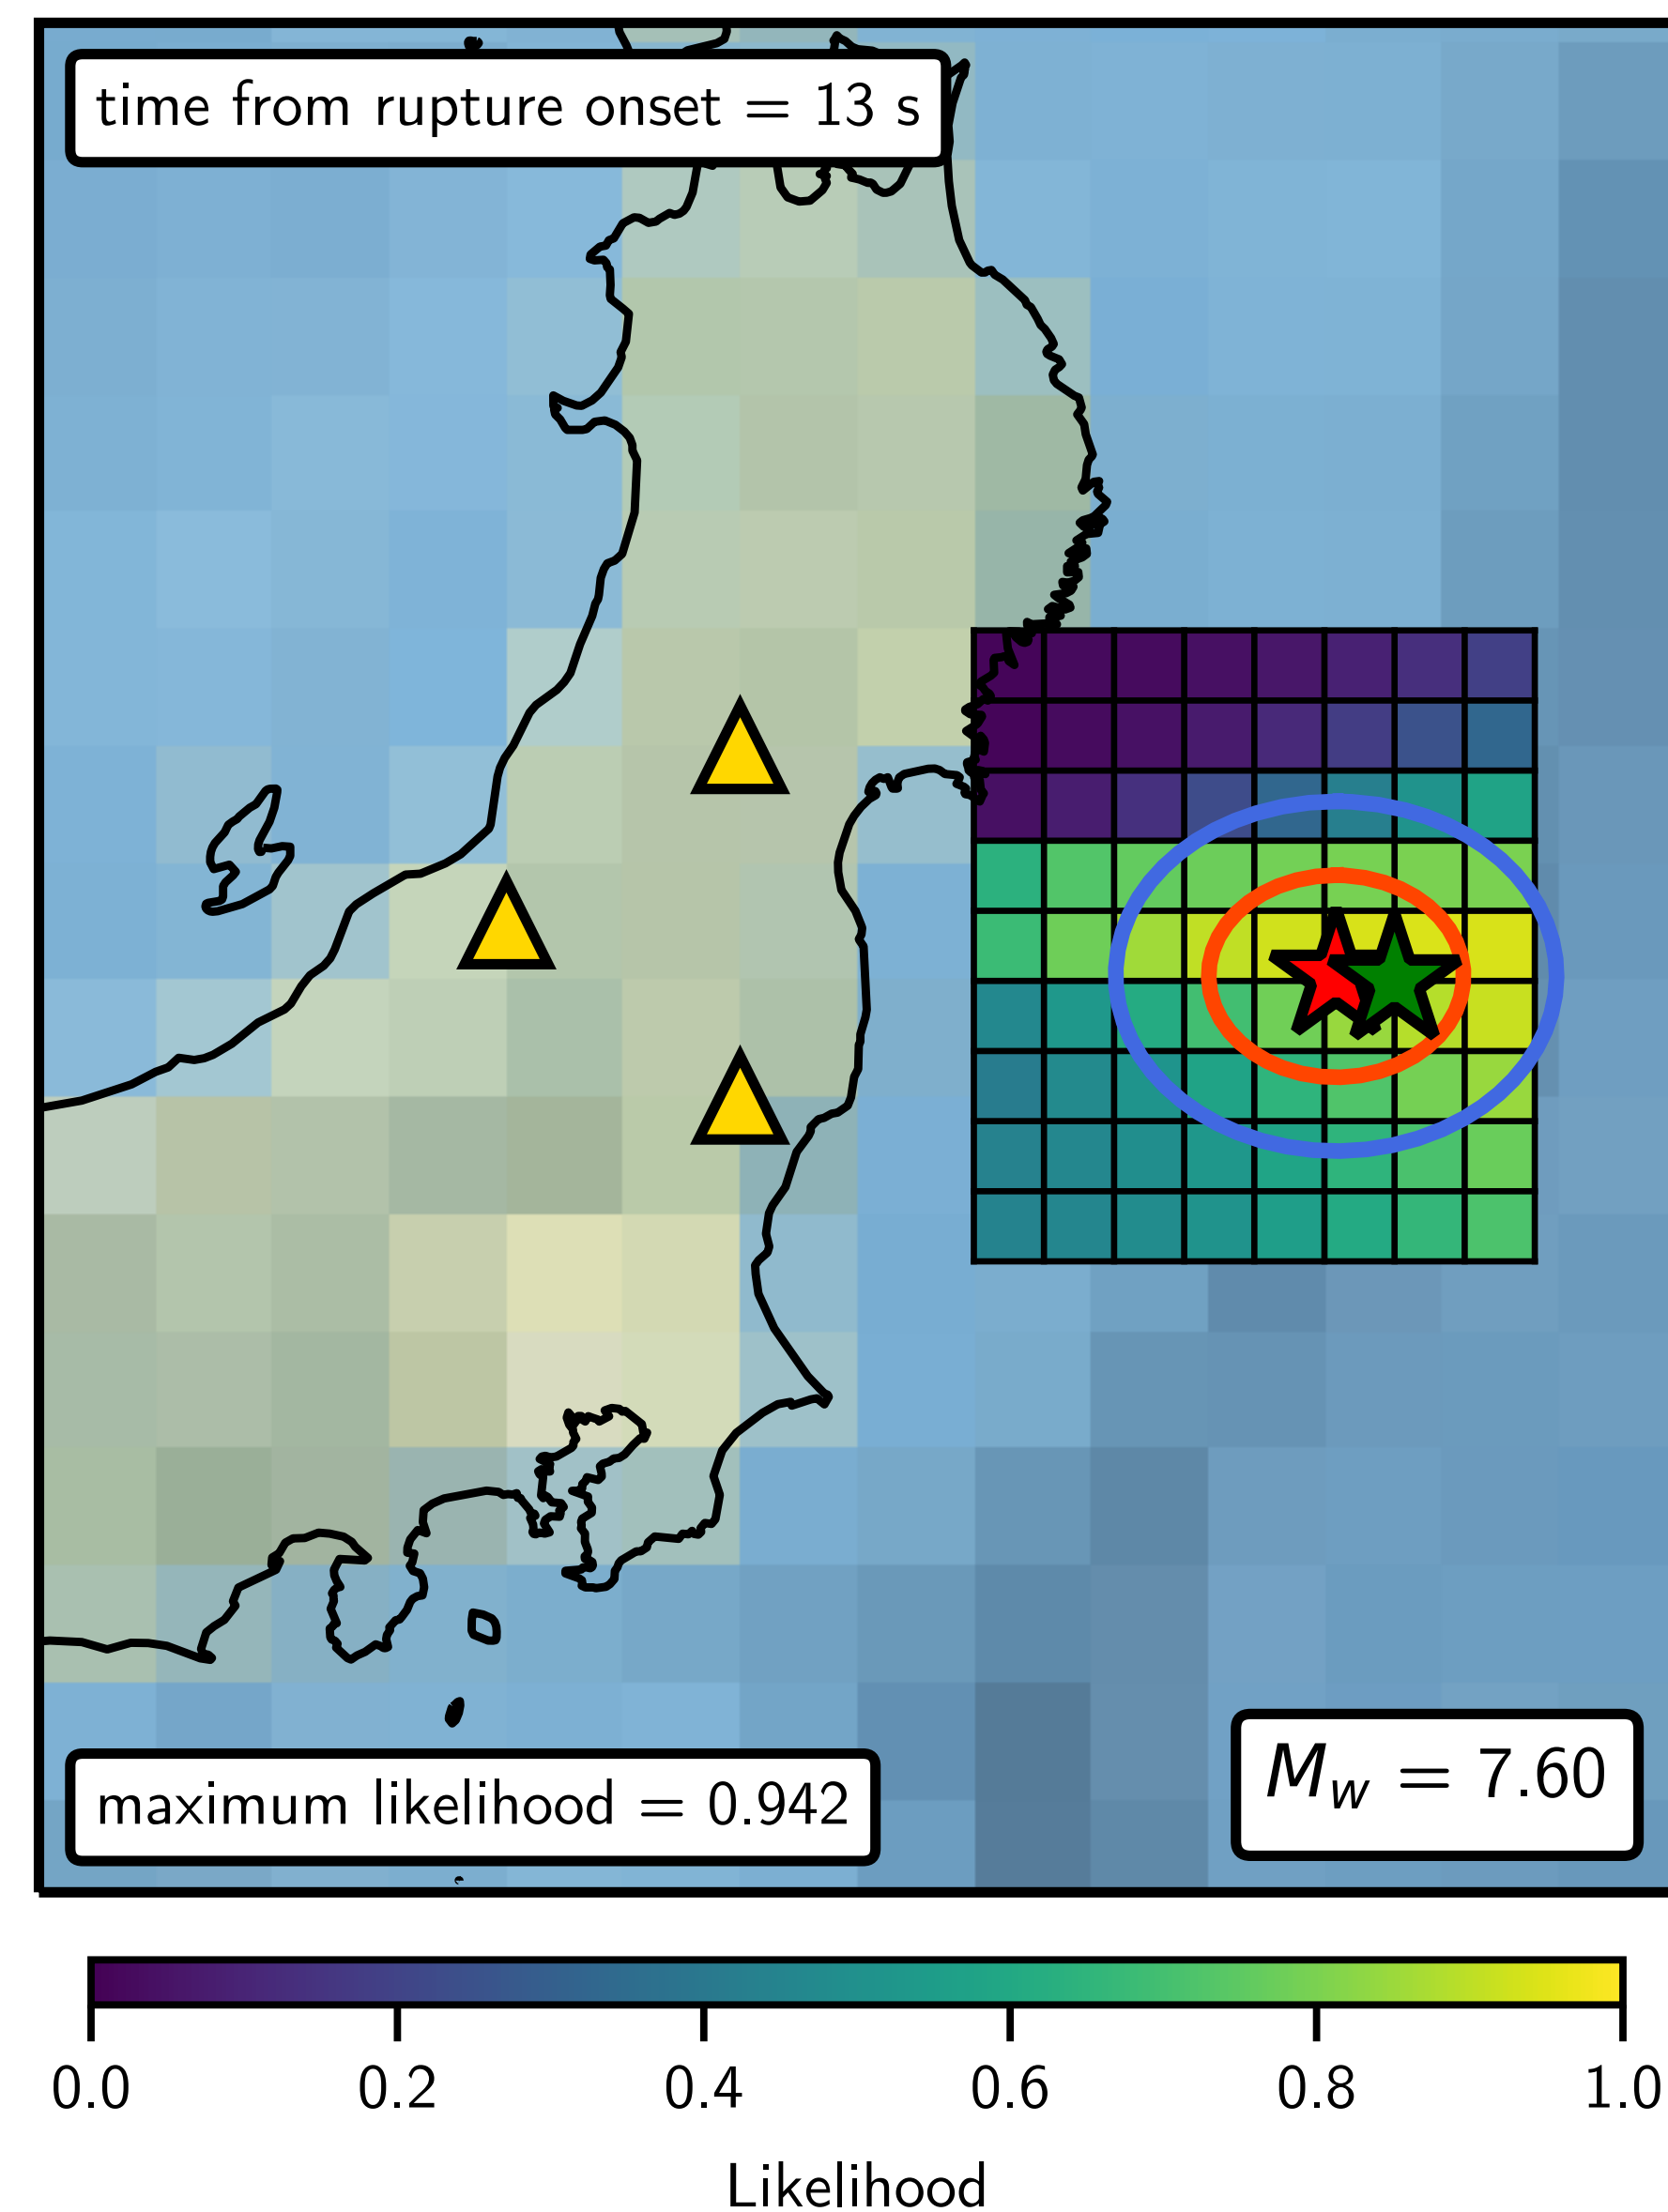 time from rupture onset = 13 s
maximum likelihood = 0.942
M_w = 7.60
0.0 0.2 0.4 0.6 0.8 1.0
Likelihood